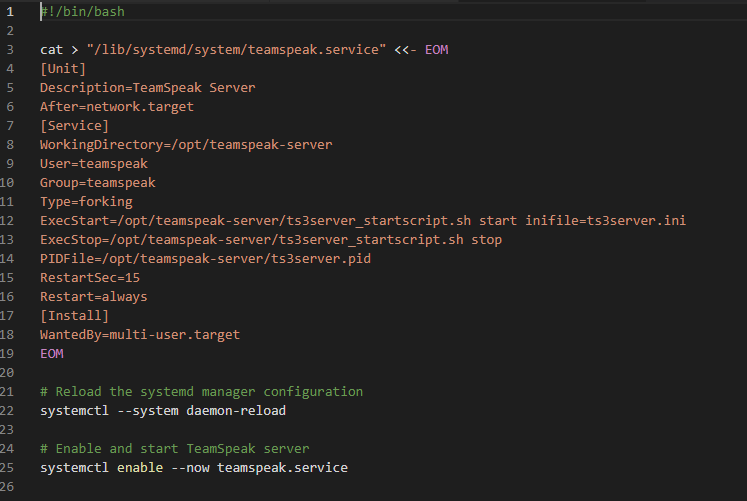 1 #!/bin/bash
2
3 cat > "/lib/systemd/system/teamspeak.service" <<- EOM
4 [Unit]
5 Description=TeamSpeak Server
6 After=network.target
7 [Service]
8 WorkingDirectory=/opt/teamspeak-server
9 User=teamspeak
10 Group=teamspeak
11 Type=forking
12 ExecStart=/opt/teamspeak-server/ts3server_startscript.sh start inifile=ts3server.ini
13 ExecStop=/opt/teamspeak-server/ts3server_startscript.sh stop
14 PIDFile=/opt/teamspeak-server/ts3server.pid
15 RestartSec=15
16 Restart=always
17 [Install]
18 WantedBy=multi-user.target
19 EOM
20
21 # Reload the systemd manager configuration
22 systemctl --system daemon-reload
23
24 # Enable and start TeamSpeak server
25 systemctl enable --now teamspeak.service
26